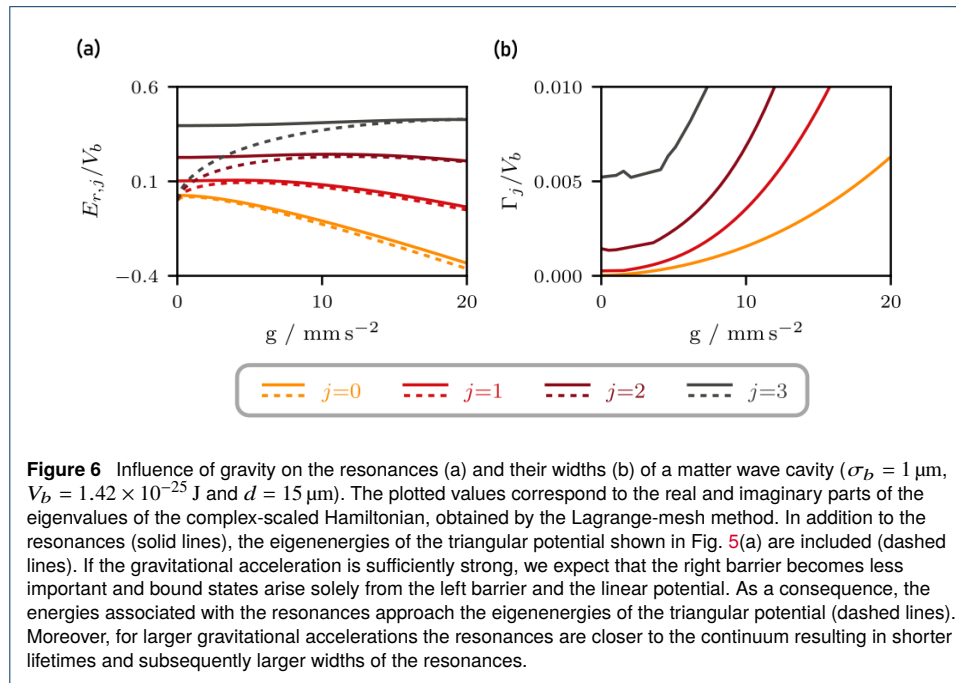 (a)
(b)
0.6
0.1
−0.4
E_{r,j}/V_b
0
10
20
g / mm s⁻²
0.010
0.005
0.000
Γ_j/V_b
0
10
20
g / mm s⁻²
j=0
j=1
j=2
j=3
Figure 6 Influence of gravity on the resonances (a) and their widths (b) of a matter wave cavity (σ_b = 1 μm,
V_b = 1.42 × 10⁻²⁵ J and d = 15 μm). The plotted values correspond to the real and imaginary parts of the
eigenvalues of the complex-scaled Hamiltonian, obtained by the Lagrange-mesh method. In addition to the
resonances (solid lines), the eigenenergies of the triangular potential shown in Fig. 5(a) are included (dashed
lines). If the gravitational acceleration is sufficiently strong, we expect that the right barrier becomes less
important and bound states arise solely from the left barrier and the linear potential. As a consequence, the
energies associated with the resonances approach the eigenenergies of the triangular potential (dashed lines).
Moreover, for larger gravitational accelerations the resonances are closer to the continuum resulting in shorter
lifetimes and subsequently larger widths of the resonances.